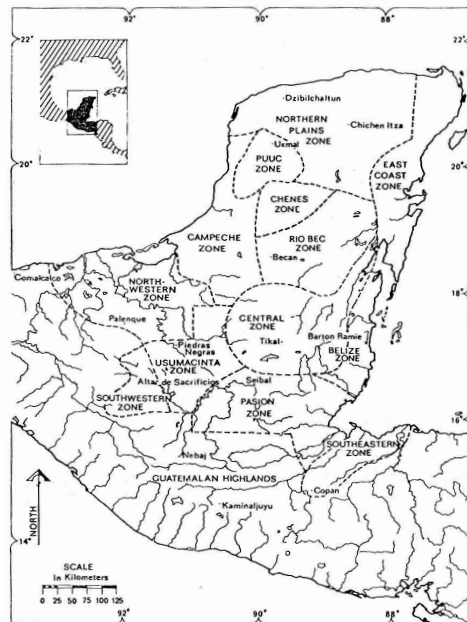 92°
90°
88°
22°
22°
Dzibilchaltun
NORTHERN
PLAINS
ZONE
Chichen Itza
Uxmal
20°
PUUC
ZONE
EAST
COAST
ZONE
20°
CHENES
ZONE
CAMPECHE
ZONE
RIO BEC
ZONE
Becan
Comalcalco
NORTH-
WESTERN
ZONE
18°
CENTRAL
ZONE
Palenque
Tikal
Barton Ramie
Piedras
Negras
BELIZE
ZONE
USUMACINTA
ZONE
Altar de Sacrificios
Seibal
SOUTHWESTERN
ZONE
PASION
ZONE
16°
16°
SOUTHEASTERN
ZONE
Nebaj
GUATEMALAN HIGHLANDS
Copan
Kaminaljuyu
NORTH
14°
14°
SCALE
In Kilometers
0 25 50 75 100 125
92°
90°
88°